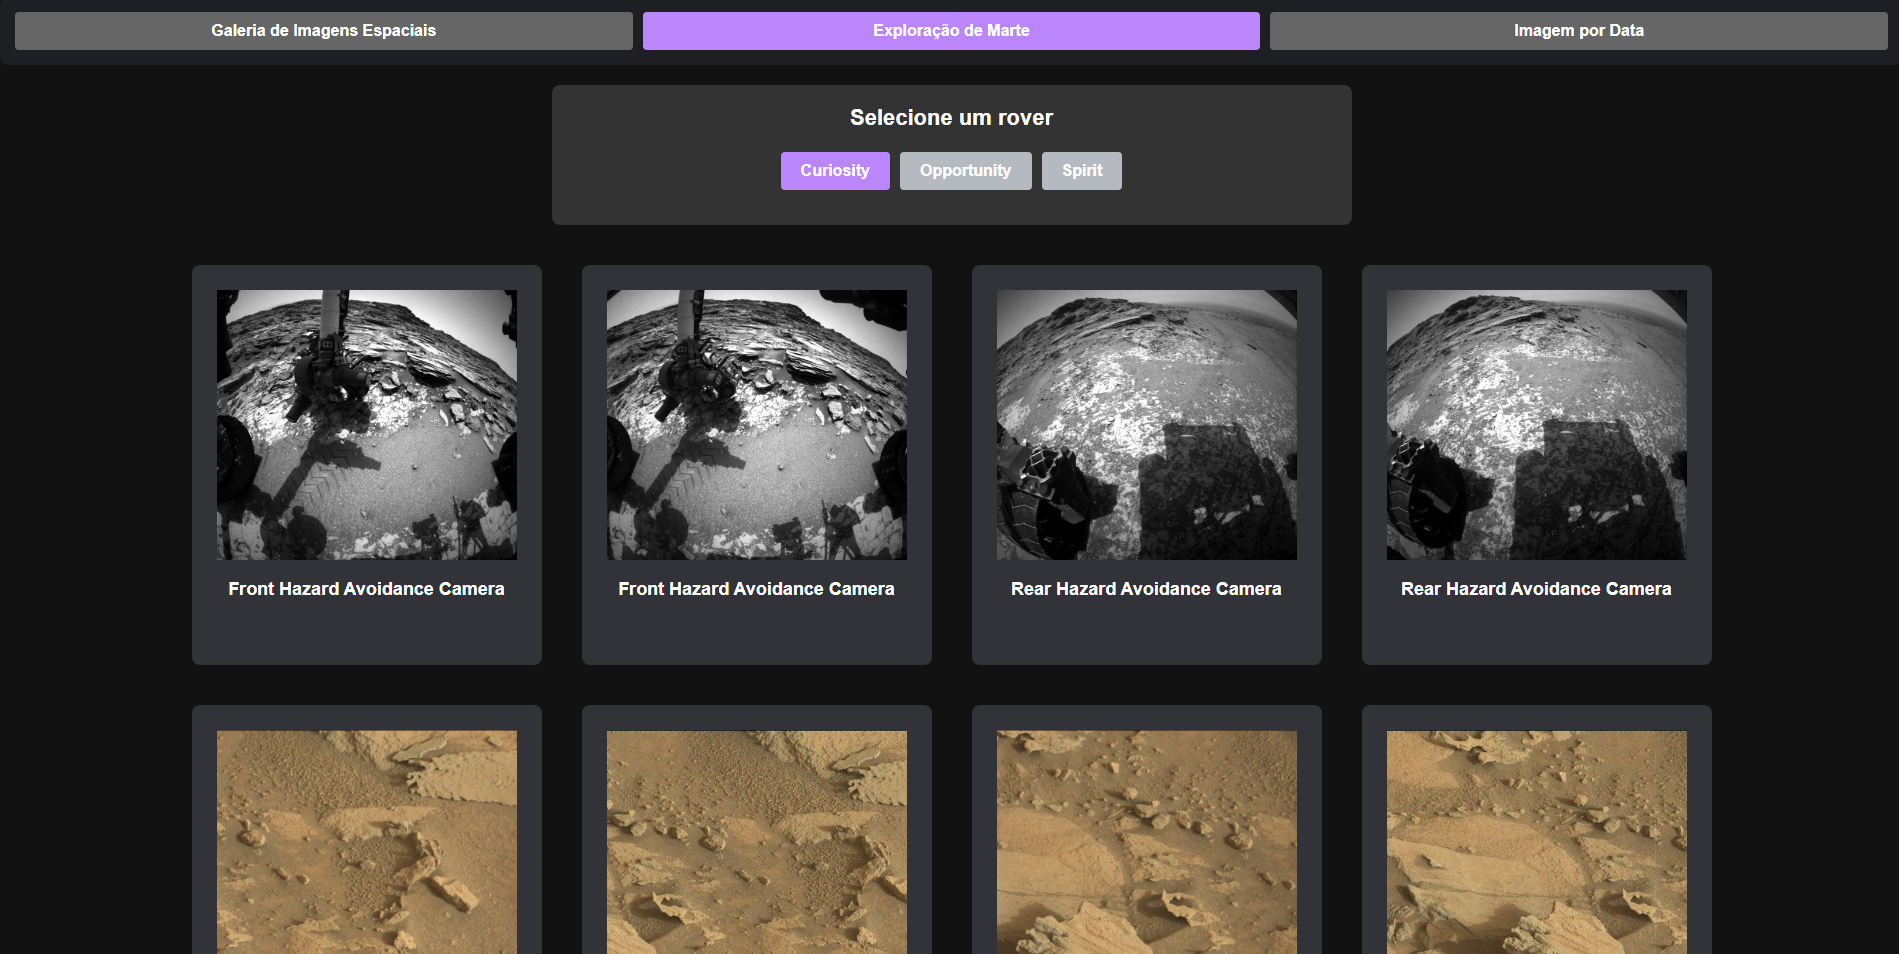 Galeria de Imagens Espaciais
Exploração de Marte
Imagem por Data
Selecione um rover
Curiosity
Opportunity
Spirit
Front Hazard Avoidance Camera
Front Hazard Avoidance Camera
Rear Hazard Avoidance Camera
Rear Hazard Avoidance Camera